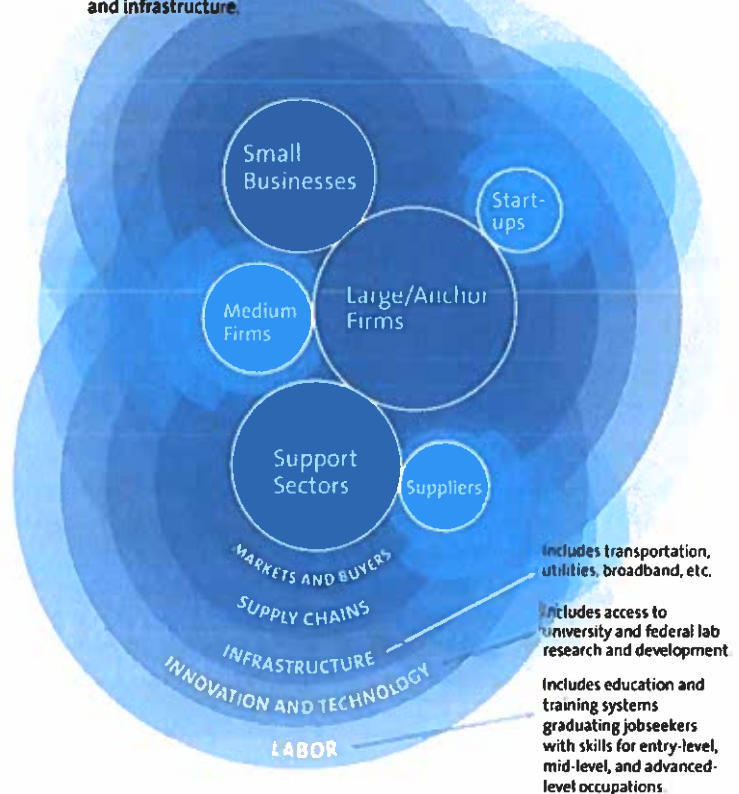 and infrastructure.
Small
Businesses
Start-
ups
Large/Anchor
Firms
Medium
Firms
Support
Sectors
Suppliers
MARKETS AND BUYERS
SUPPLY CHAINS
INFRASTRUCTURE
INNOVATION AND TECHNOLOGY
LABOR
Includes transportation,
utilities, broadband, etc.
Includes access to
university and federal lab
research and development.
Includes education and
training systems
graduating jobseekers
with skills for entry-level,
mid-level, and advanced-
level occupations.